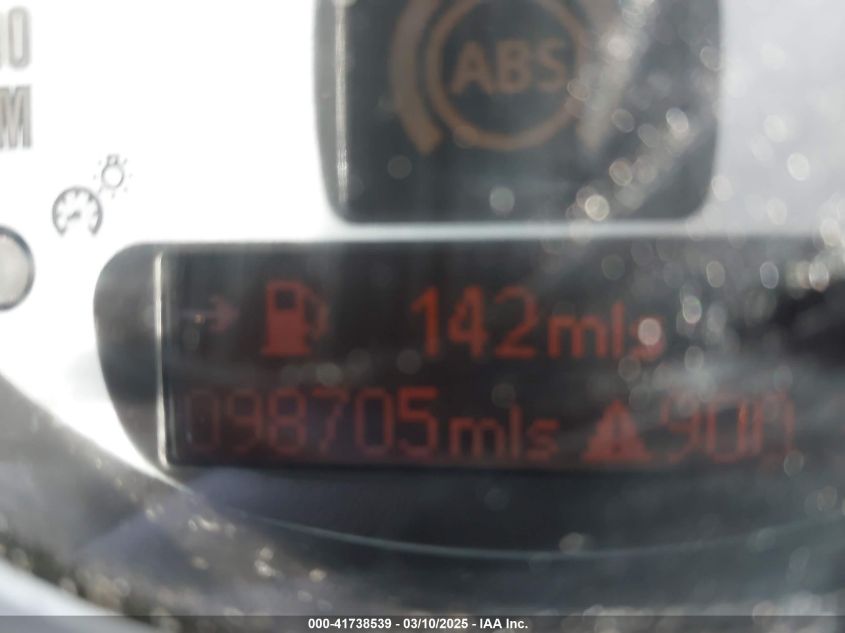 ABS
→ 142mls
098705mls
000-41738539 - 03/10/2025 - IAA Inc.